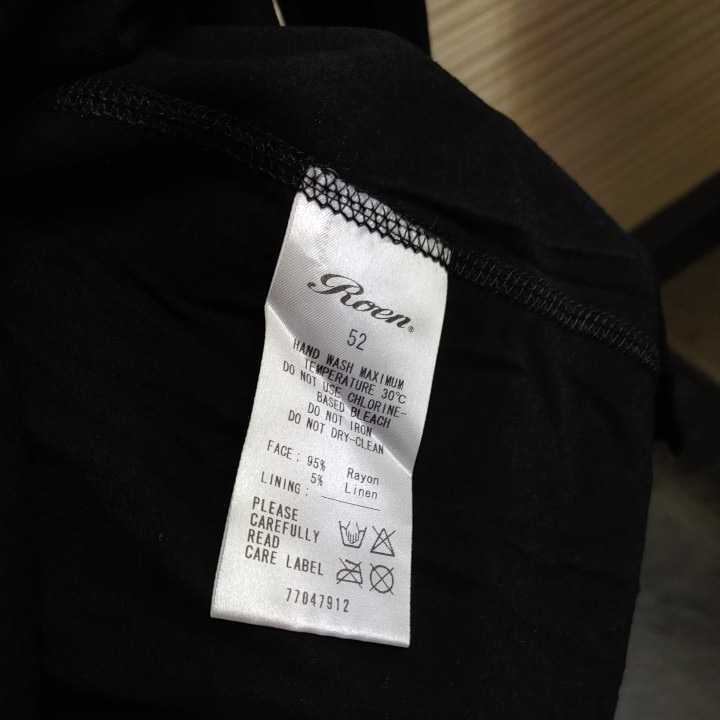 Roen®
52
HAND WASH MAXIMUM
TEMPERATURE 30℃
DO NOT USE CHLORINE-
BASED BLEACH
DO NOT IRON
DO NOT DRY-CLEAN
FACE: 95% Rayon
5% Linen
LINING:
PLEASE
CAREFULLY
READ
CARE LABEL
77047912